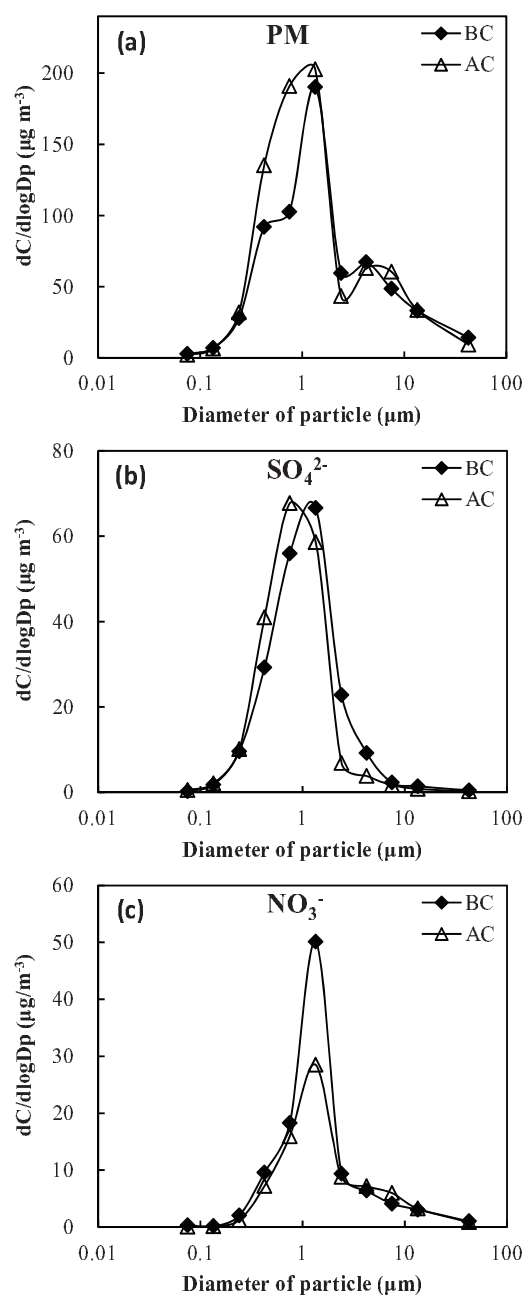 (a) PM
BC
AC
dC/dlogDp (µg m⁻³)
200
150
100
50
0
0.01 0.1 1 10 100
Diameter of particle (µm)
(b) SO₄²⁻
BC
AC
dC/dlogDp (µg m⁻³)
80
60
40
20
0
0.01 0.1 1 10 100
Diameter of particle (µm)
(c) NO₃⁻
BC
AC
dC/dlogDp (µg/m⁻³)
60
50
40
30
20
10
0
0.01 0.1 1 10 100
Diameter of particle (µm)